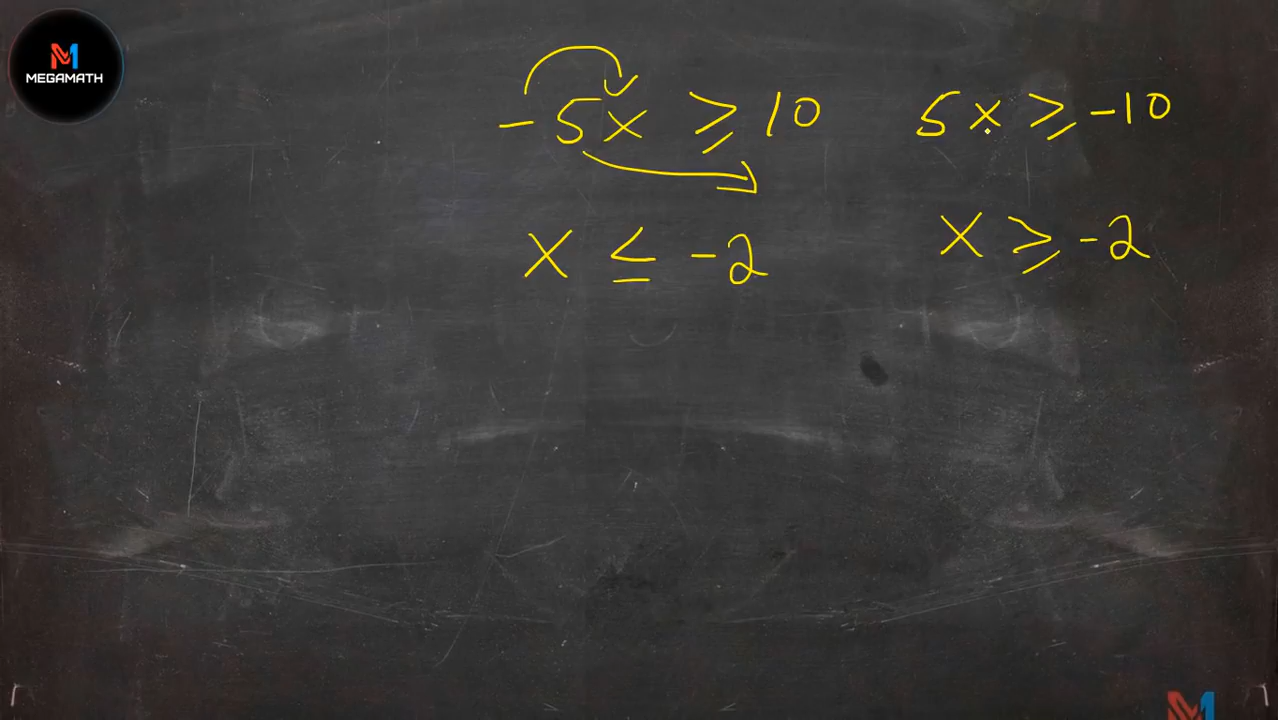 MEGAMATH
-5x ≥ 10
x ≤ -2
5x ≥ -10
x ≥ -2